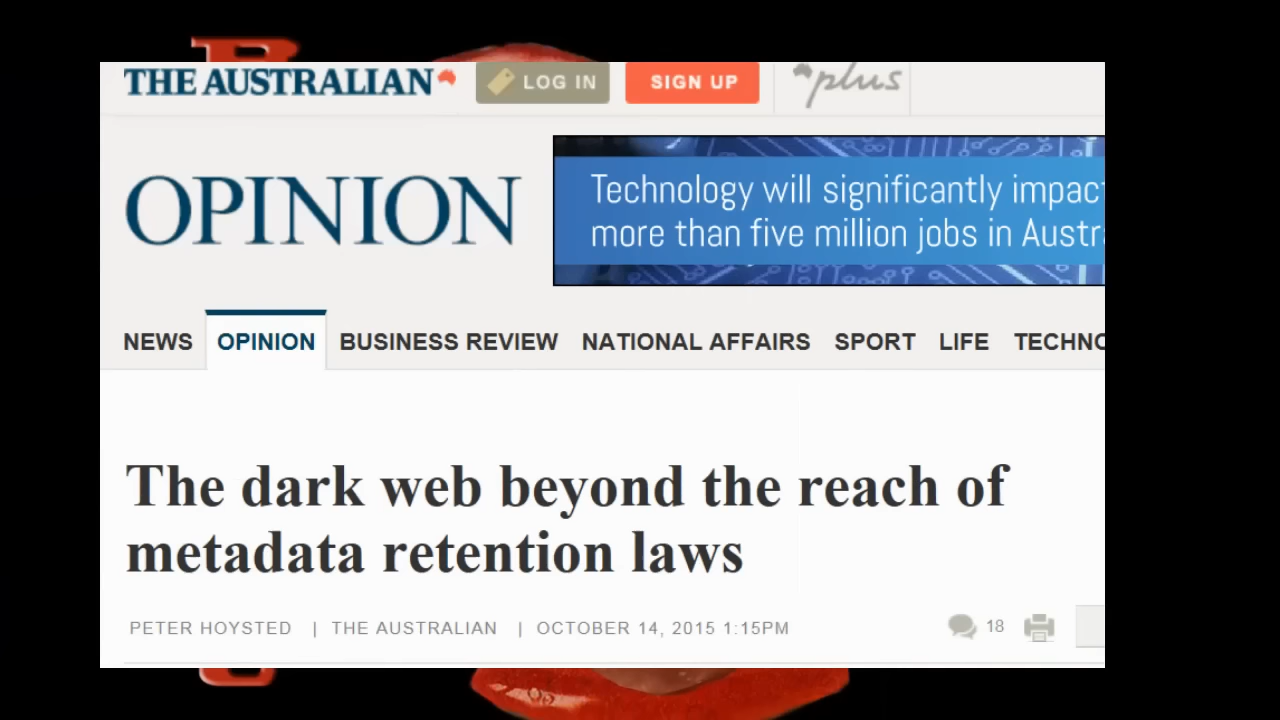 THE AUSTRALIAN LOG IN SIGN UP plus
OPINION
Technology will significantly impac
more than five million jobs in Austr
NEWS OPINION BUSINESS REVIEW NATIONAL AFFAIRS SPORT LIFE TECHNO
The dark web beyond the reach of
metadata retention laws
PETER HOYSTED | THE AUSTRALIAN | OCTOBER 14, 2015 1:15PM 18